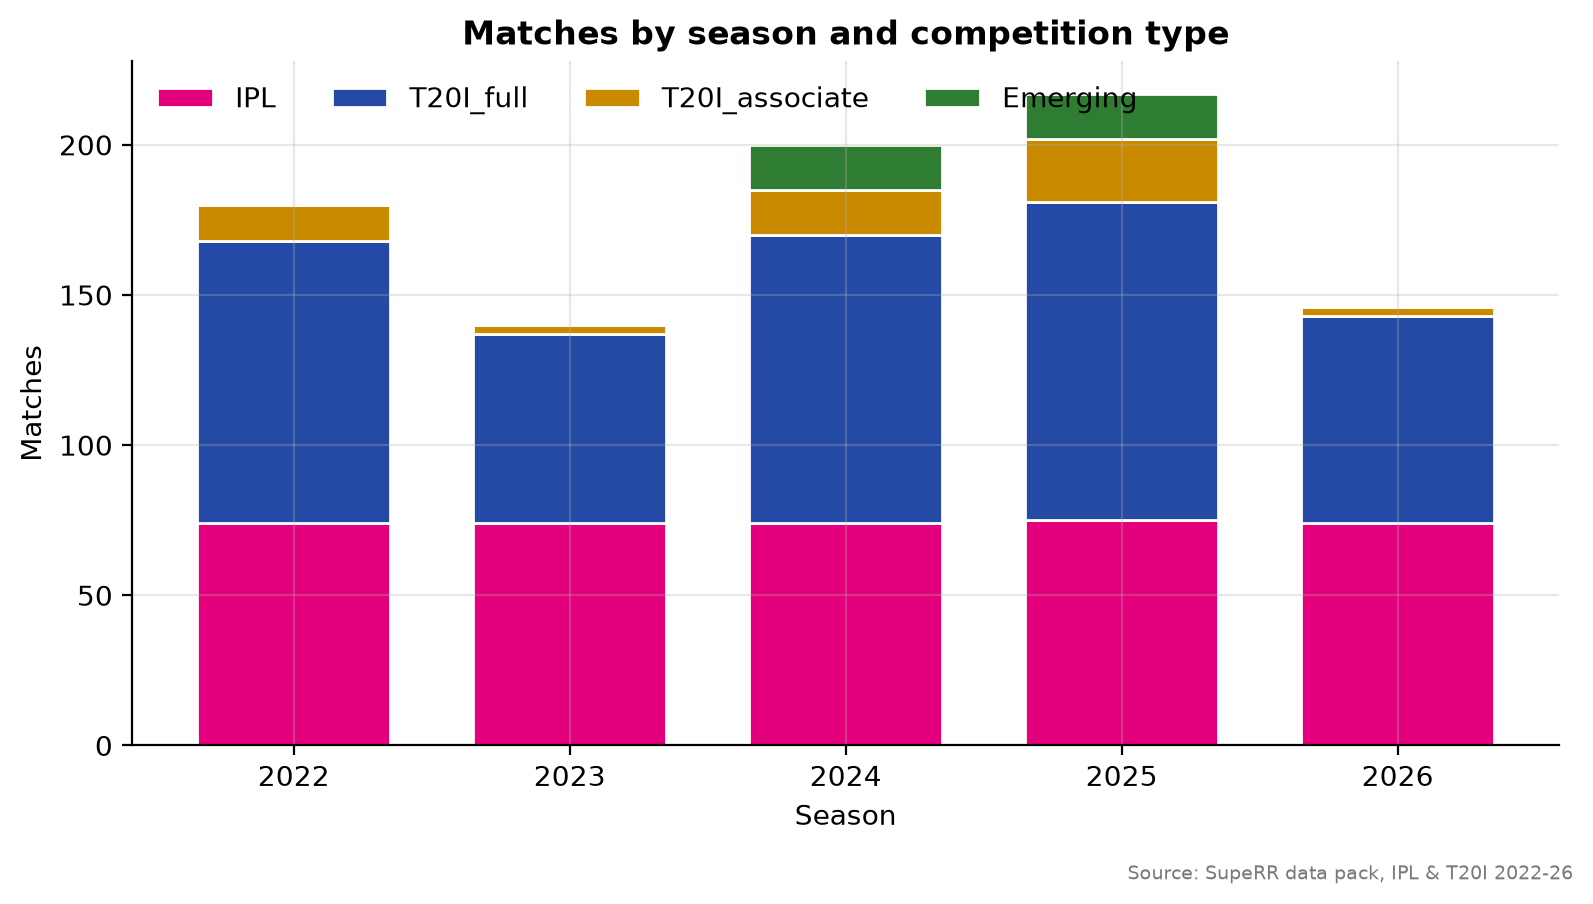 Matches by season and competition type
IPL T20I_full T20I_associate Emerging
200
150
100
50
0
Matches
2022 2023 2024 2025 2026
Season
Source: SupeRR data pack, IPL & T20I 2022-26